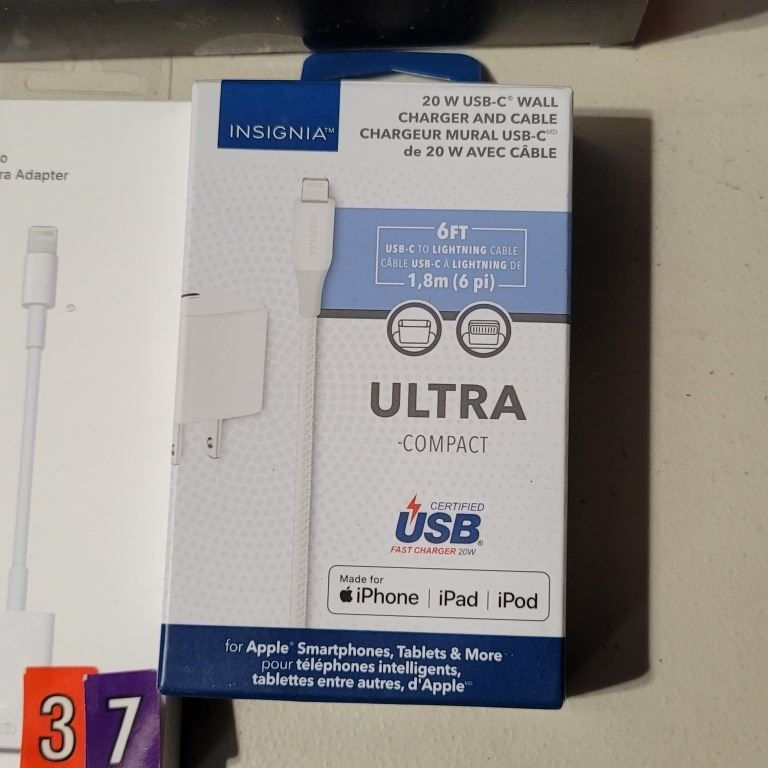 INSIGNIA™
20 W USB-C® WALL
CHARGER AND CABLE
CHARGEUR MURAL USB-Cᴹᴰ
de 20 W AVEC CÂBLE
6FT
USB-C TO LIGHTNING CABLE
CÂBLE USB-C À LIGHTNING DE
1,8m (6 pi)
INSIGNIA
ULTRA
-COMPACT
CERTIFIED
USB®
FAST CHARGER 20W
Made for
iPhone | iPad | iPod
for Apple® Smartphones, Tablets & More
pour téléphones intelligents,
tablettes entre autres, d'Appleᴹᴰ
ra Adapter
37